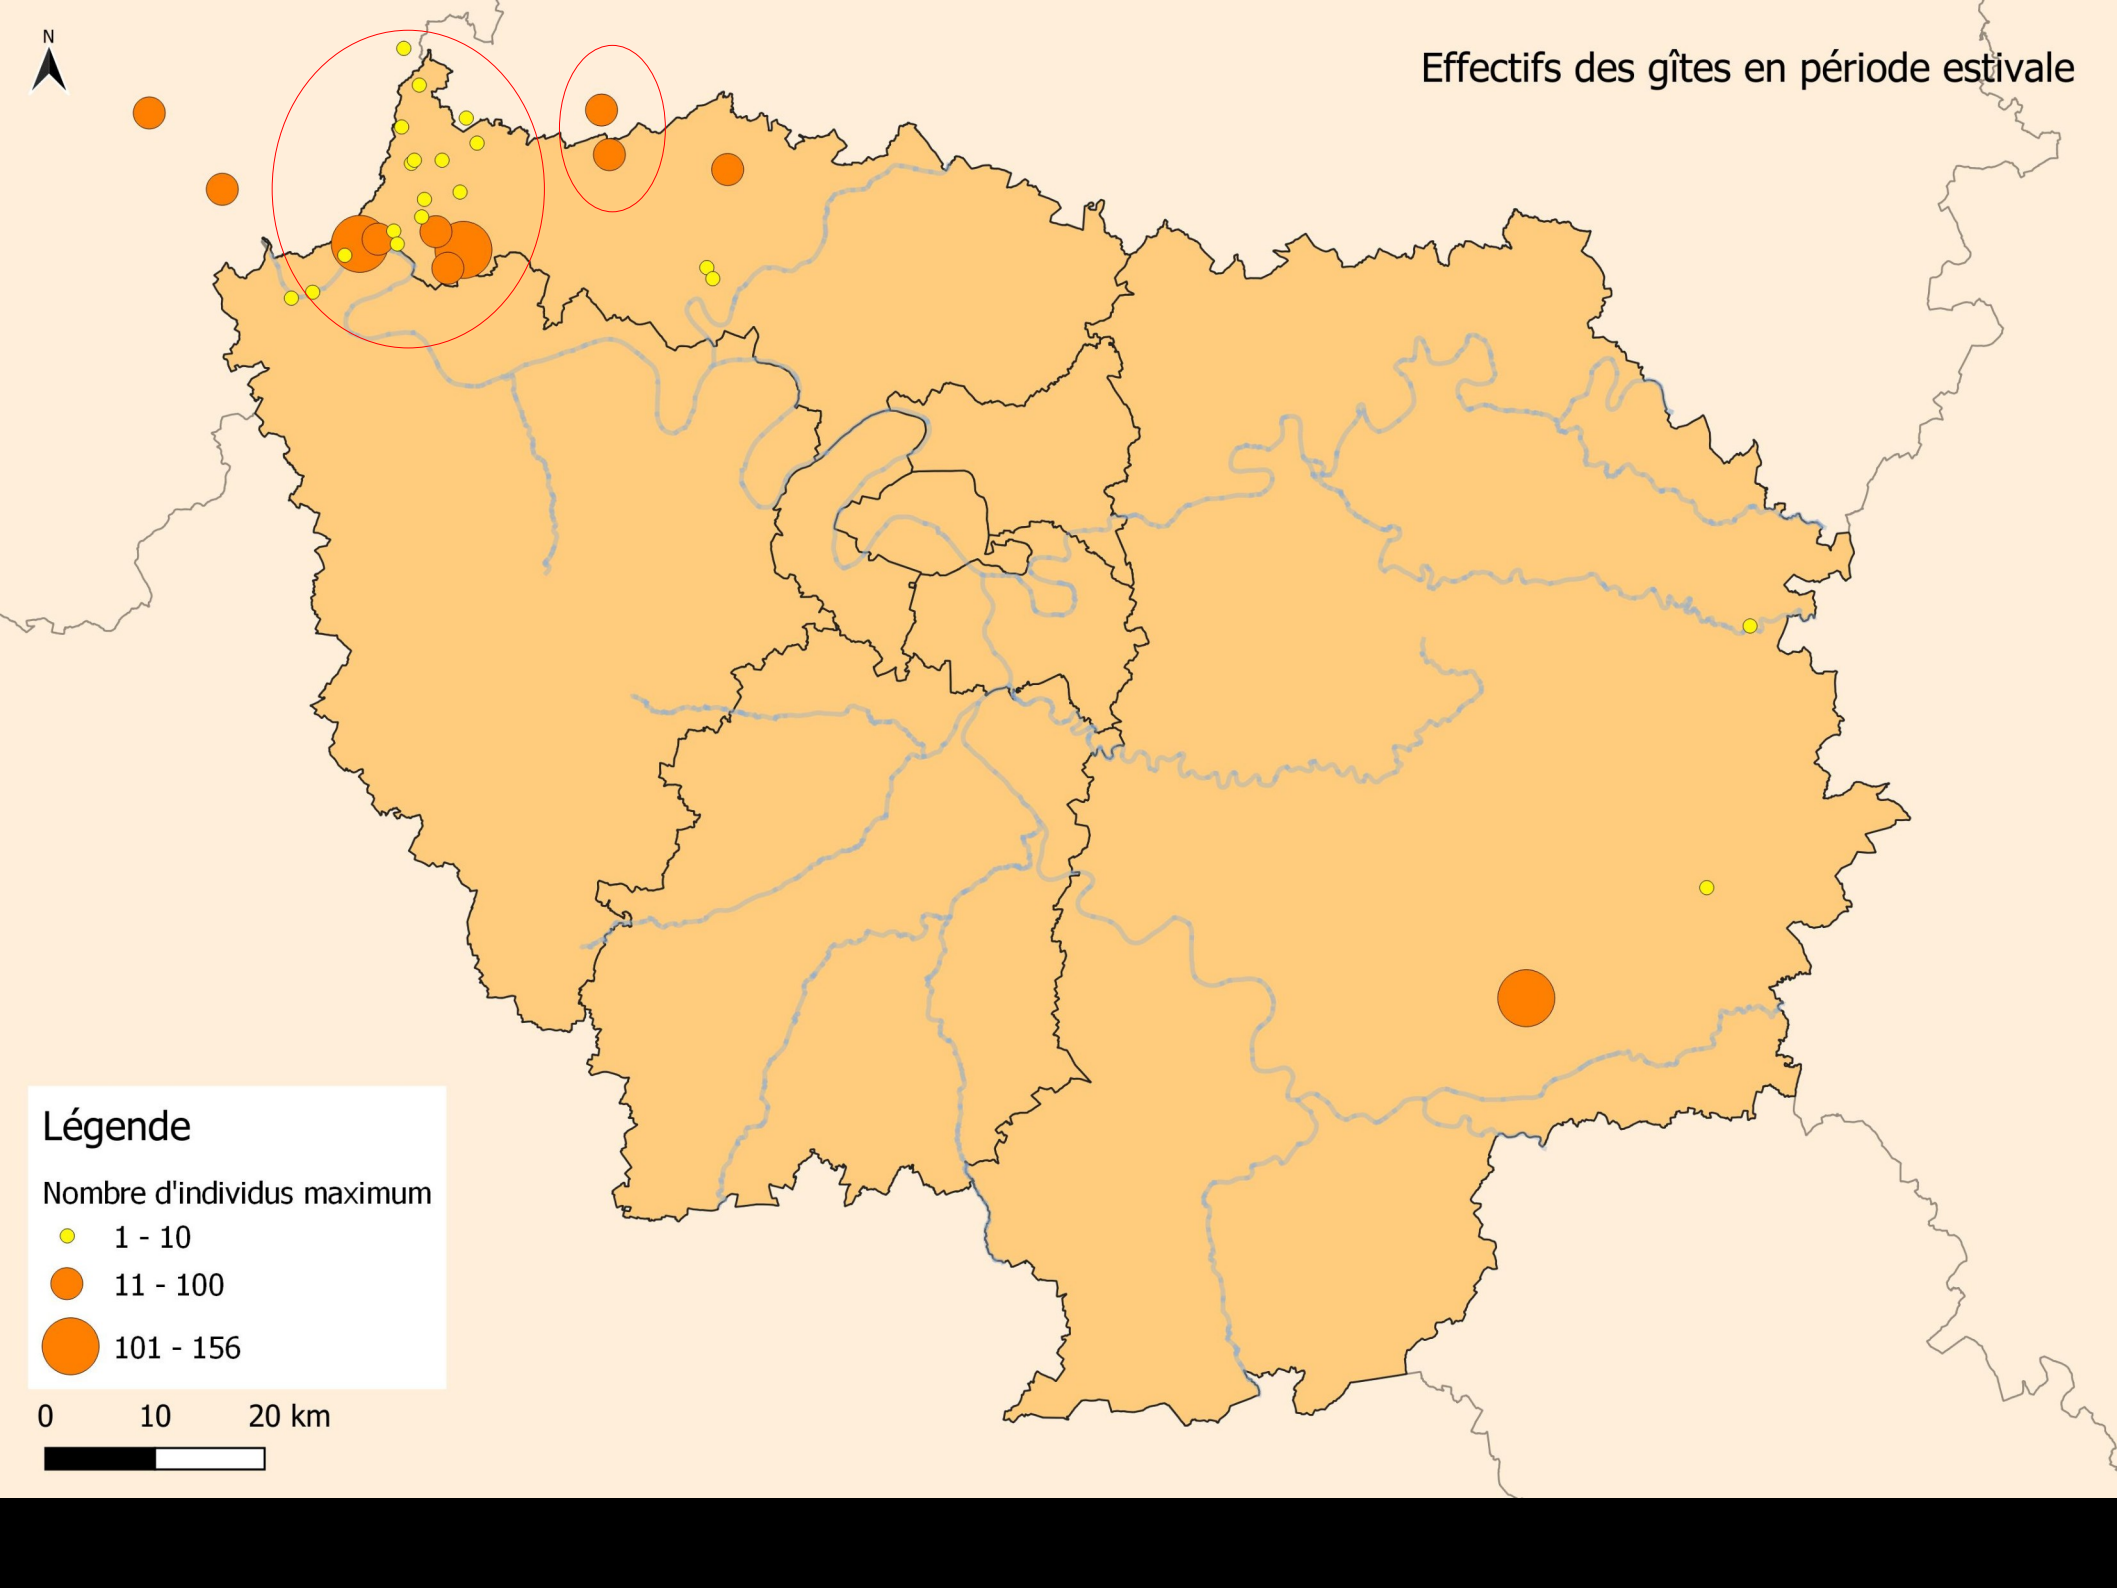 N
Effectifs des gîtes en période estivale
Légende
Nombre d'individus maximum
1 - 10
11 - 100
101 - 156
0 10 20 km